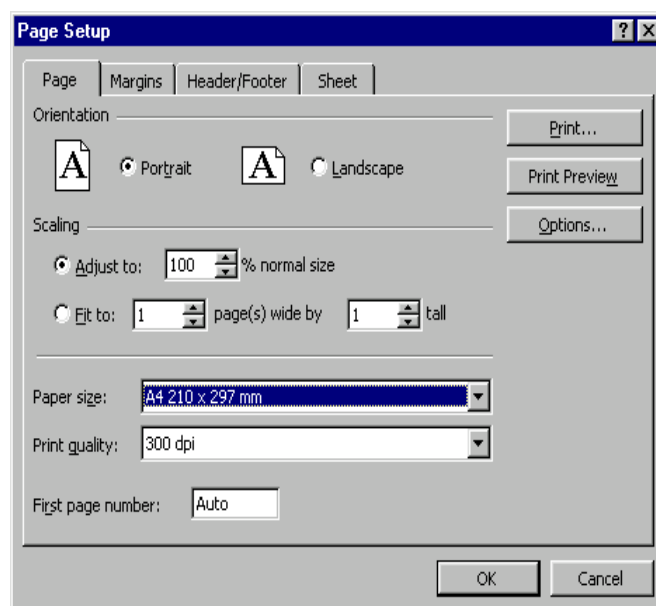 Page Setup
Page Margins Header/Footer Sheet
Orientation
A Portrait A Landscape
Print...
Print Preview
Options...
Scaling
Adjust to: 100 % normal size
Fit to: 1 page(s) wide by 1 tall
Paper size: A4 210 x 297 mm
Print quality: 300 dpi
First page number: Auto
OK Cancel